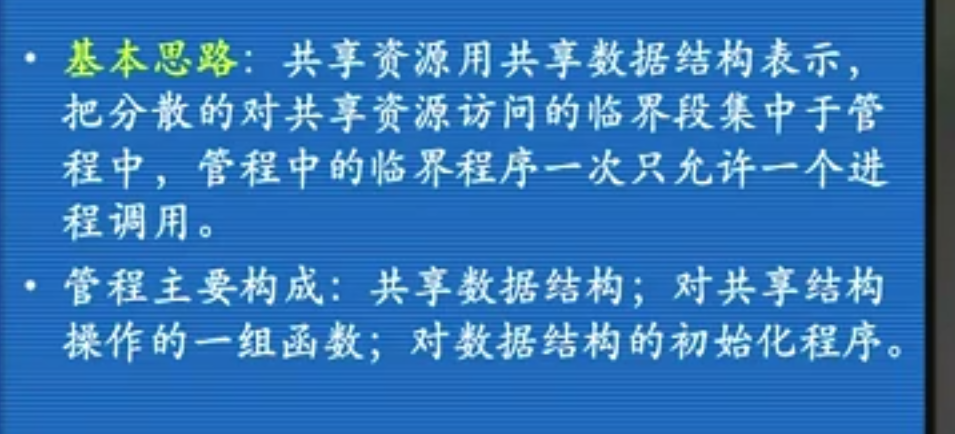 • 基本思路：共享资源用共享数据结构表示，
把分散的对共享资源访问的临界段集中于管
程中，管程中的临界程序一次只允许一个进
程调用。
• 管程主要构成：共享数据结构；对共享结构
操作的一组函数；对数据结构的初始化程序。